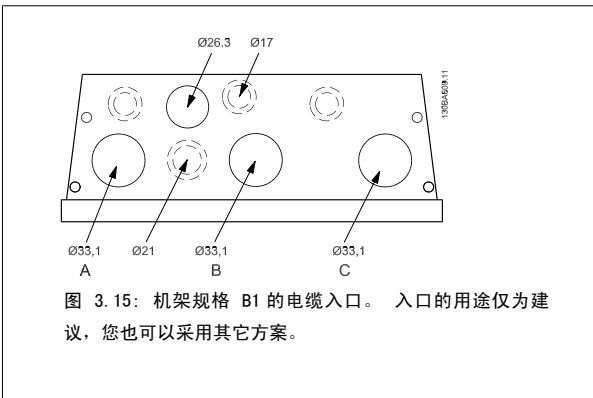 Ø26.3 Ø17
130BA609.11
Ø33,1 Ø21 Ø33,1 Ø33,1
A B C
图 3.15: 机架规格 B1 的电缆入口。 入口的用途仅为建
议，您也可以采用其它方案。